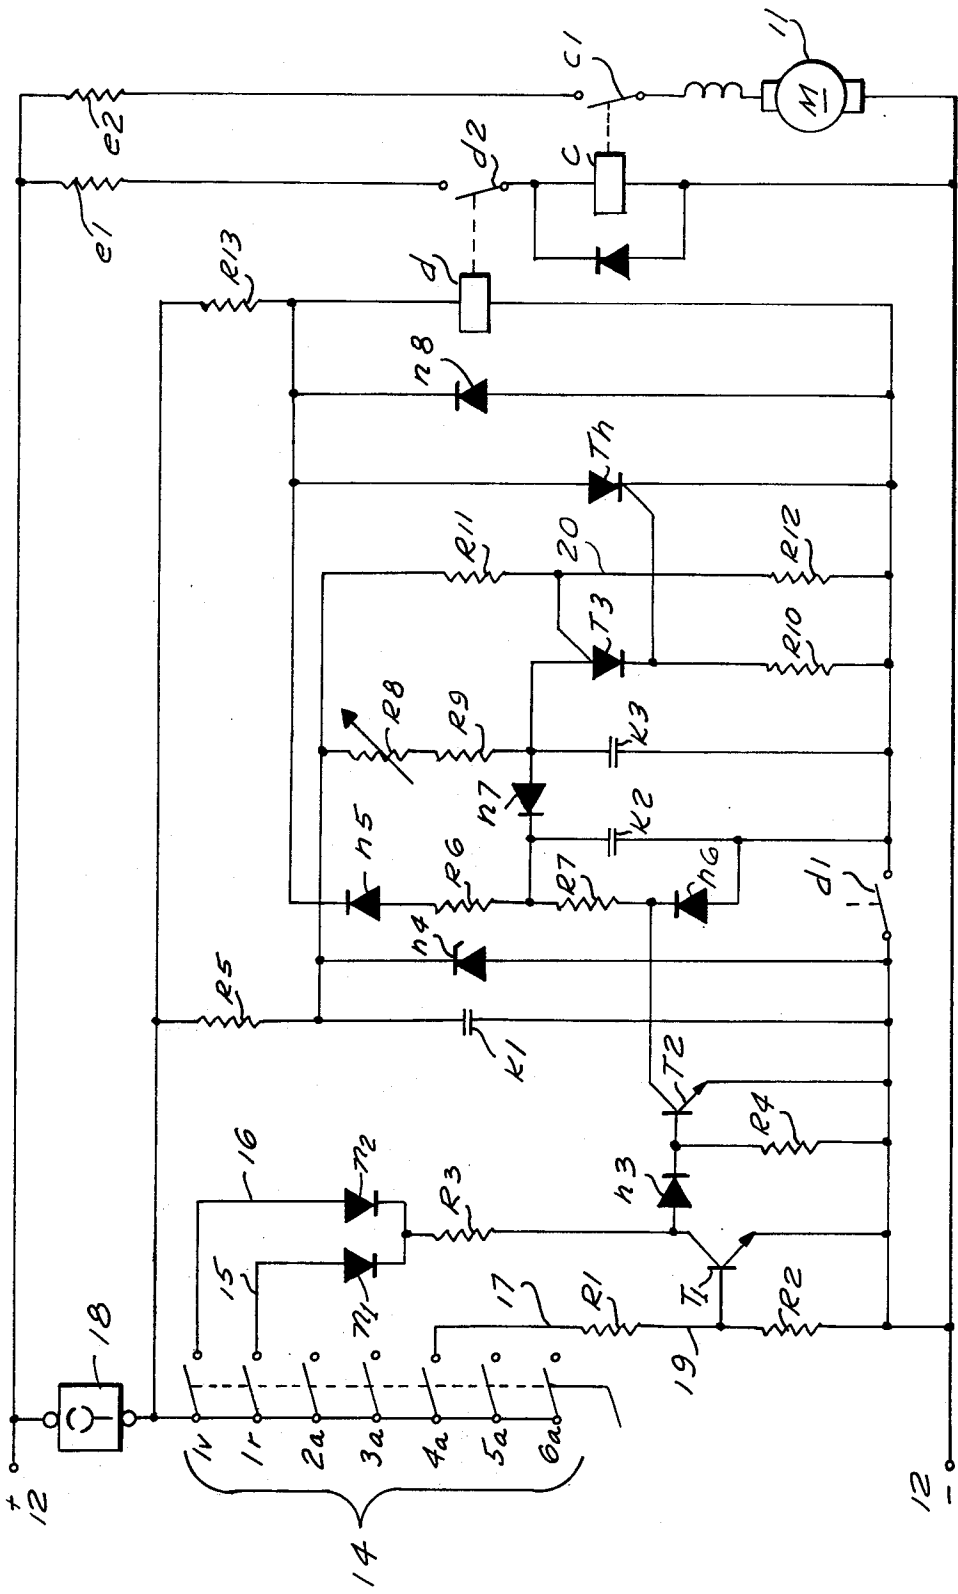 e2
e1
R13
d
d2
c
c1
11
M
n8
Th
R11
20
R12
T3
R10
R8
R9
K3
n7
K2
n5
R6
R7
n6
d1
n4
R5
K1
T2
R4
n3
16
n2
R3
15
n1
T1
17
R1
19
R2
18
1v
1r
2a
3a
4a
5a
6a
14
+
12
12
-